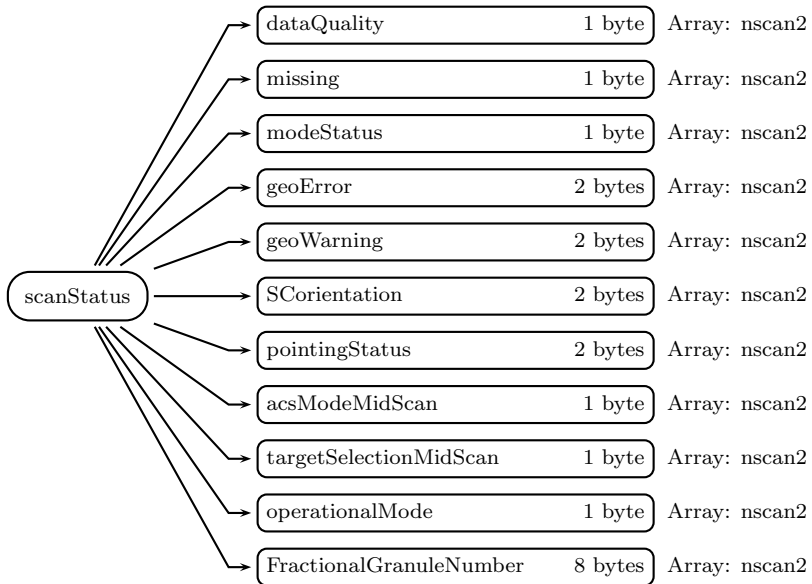 dataQuality 1 byte Array: nscan2
missing 1 byte Array: nscan2
modeStatus 1 byte Array: nscan2
geoError 2 bytes Array: nscan2
geoWarning 2 bytes Array: nscan2
scanStatus
SCorientation 2 bytes Array: nscan2
pointingStatus 2 bytes Array: nscan2
acsModeMidScan 1 byte Array: nscan2
targetSelectionMidScan 1 byte Array: nscan2
operationalMode 1 byte Array: nscan2
FractionalGranuleNumber 8 bytes Array: nscan2